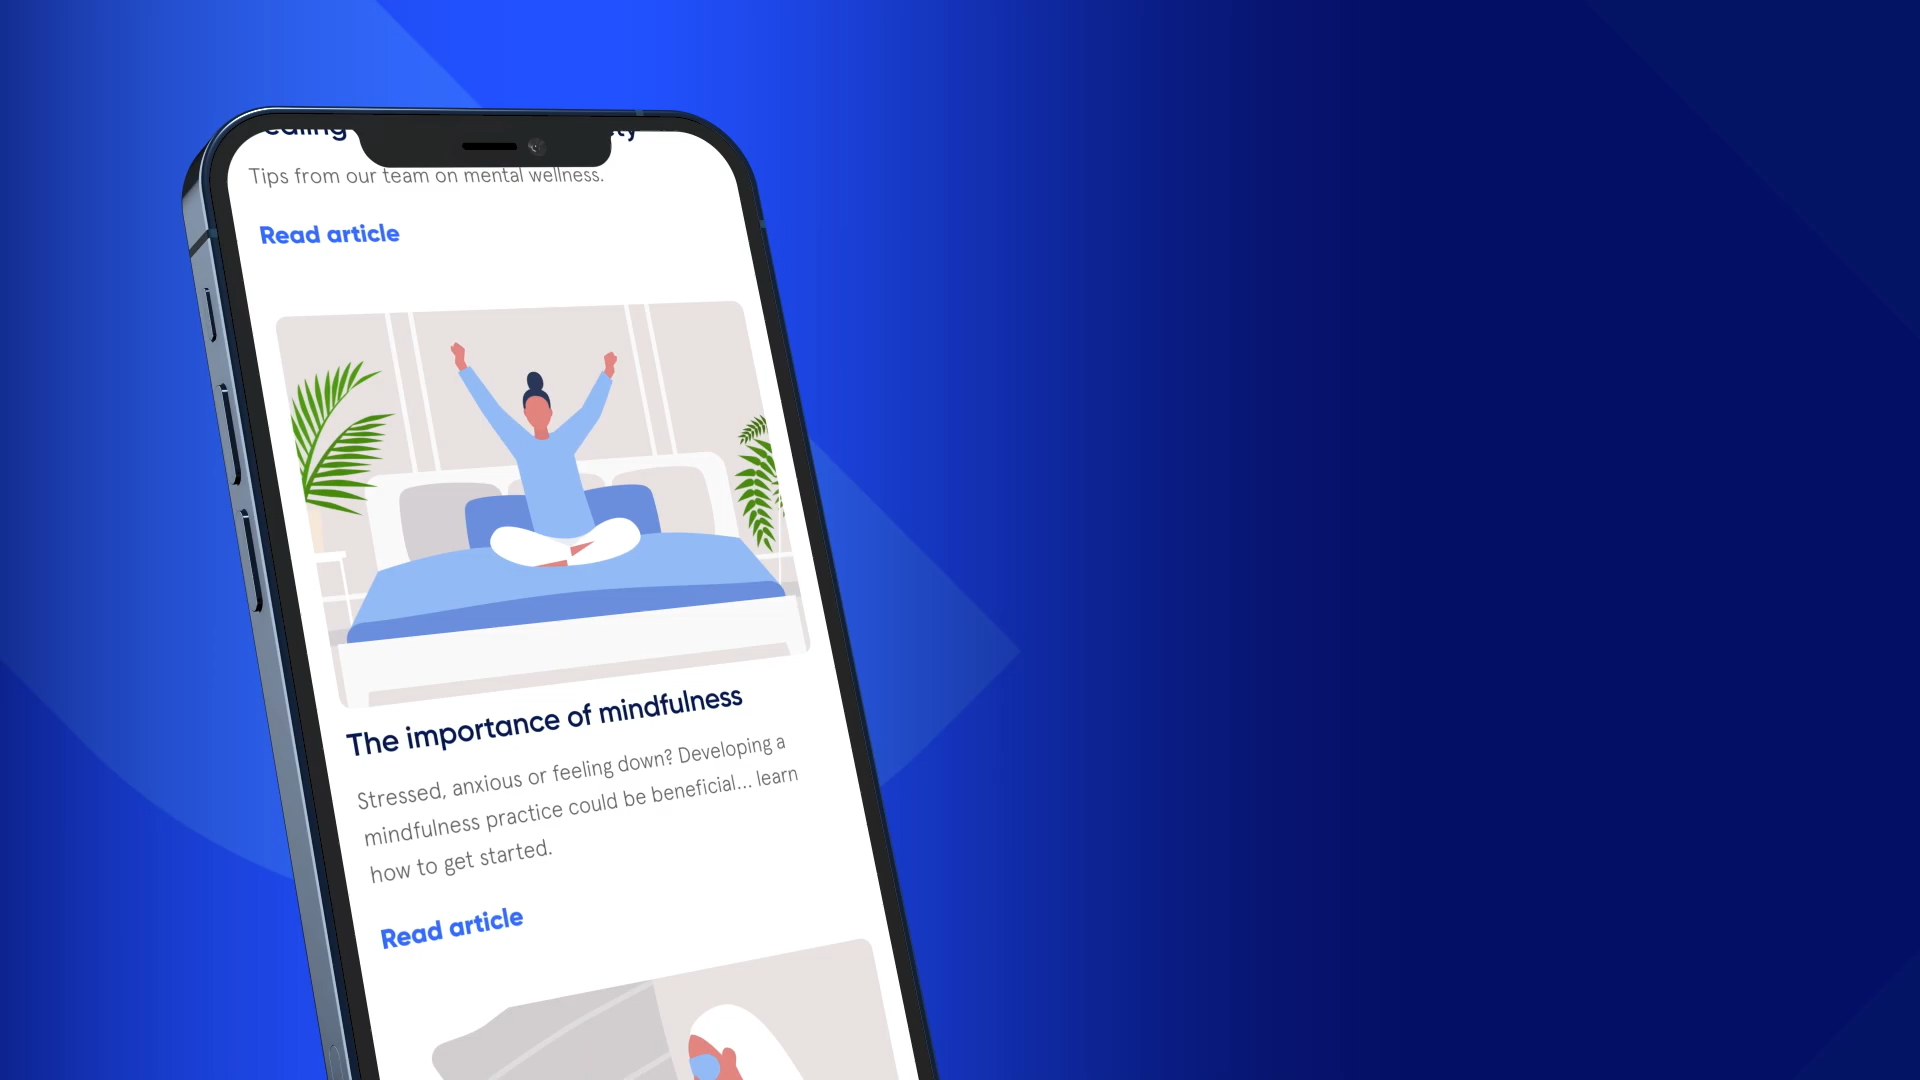 Tips from our team on mental wellness.
Read article
The importance of mindfulness
Stressed, anxious or feeling down? Developing a
mindfulness practice could be beneficial... learn
how to get started.
Read article